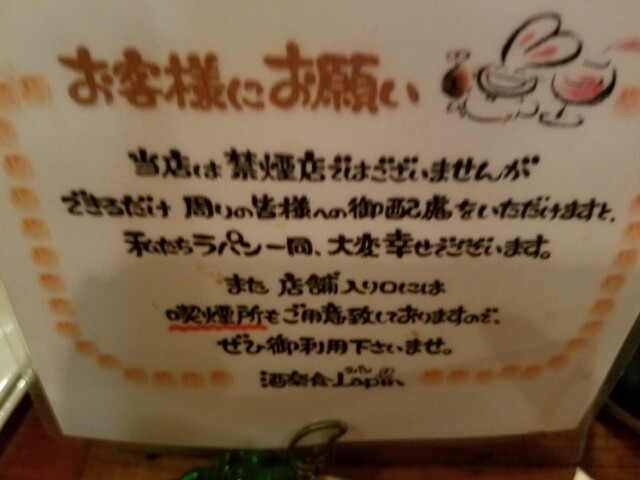 お客様にお願い
当店は禁煙店ではございませんが
できるだけ 周りの皆様への御配慮をいただけますと、
私たちラパン一同、大変幸せでございます。
また 店舗入り口には
喫煙所もご用意致しておりますので、
ぜひ御利用下さいませ。
酒楽食Lapin